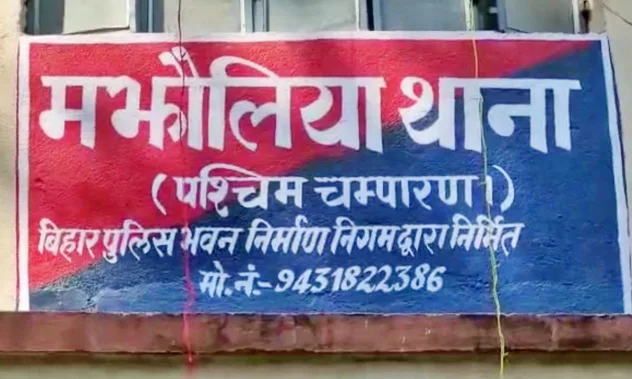 मझौलिया थाना
(पश्चिम चम्पारण।)
बिहार पुलिस भवन निर्माण निगम द्वारा निर्मित
मो.नं.-9431822386